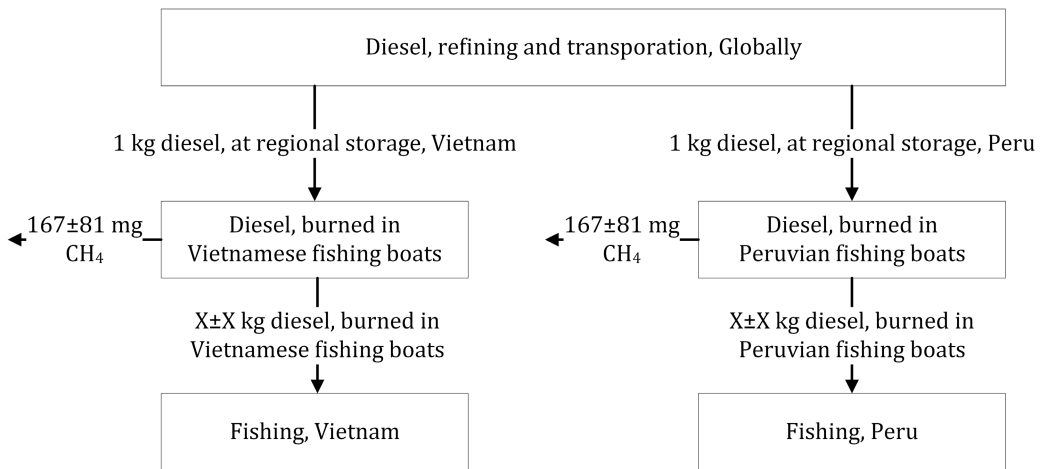 Diesel, refining and transporation, Globally
1 kg diesel, at regional storage, Vietnam
1 kg diesel, at regional storage, Peru
167±81 mg
CH₄
Diesel, burned in
Vietnamese fishing boats
167±81 mg
CH₄
Diesel, burned in
Peruvian fishing boats
X±X kg diesel, burned in
Vietnamese fishing boats
X±X kg diesel, burned in
Peruvian fishing boats
Fishing, Vietnam
Fishing, Peru